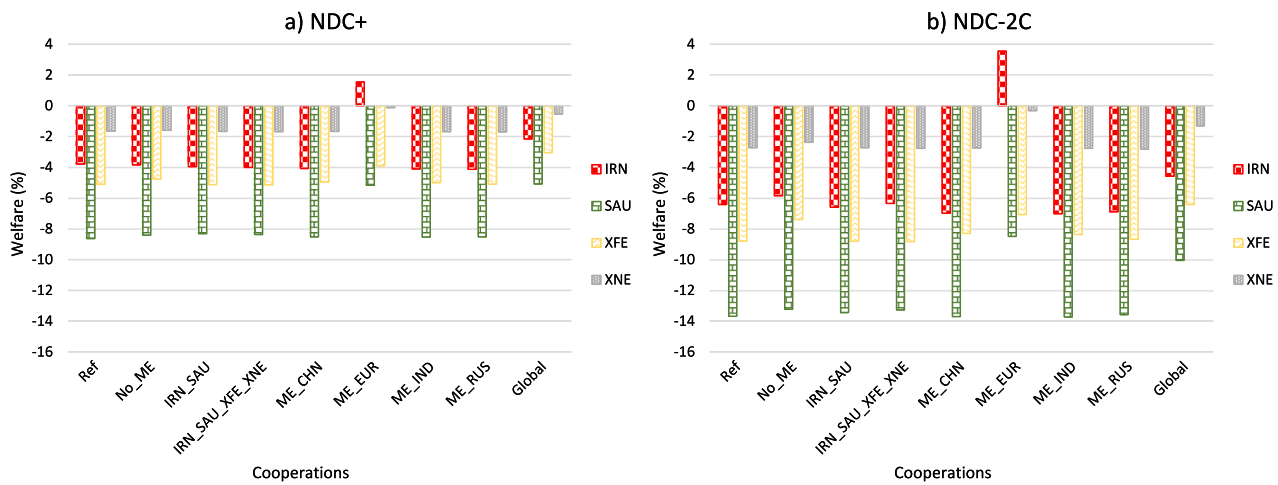 a) NDC+
4
2
0
-2
-4
-6
-8
-10
-12
-14
-16
Welfare (%)
Ref
No_ME
IRN_SAU
IRN_SAU_XFE_XNE
ME_CHN
ME_EUR
ME_IND
ME_RUS
Global
Cooperations
IRN
SAU
XFE
XNE
b) NDC-2C
4
2
0
-2
-4
-6
-8
-10
-12
-14
-16
Welfare (%)
Ref
No_ME
IRN_SAU
IRN_SAU_XFE_XNE
ME_CHN
ME_EUR
ME_IND
ME_RUS
Global
Cooperations
IRN
SAU
XFE
XNE